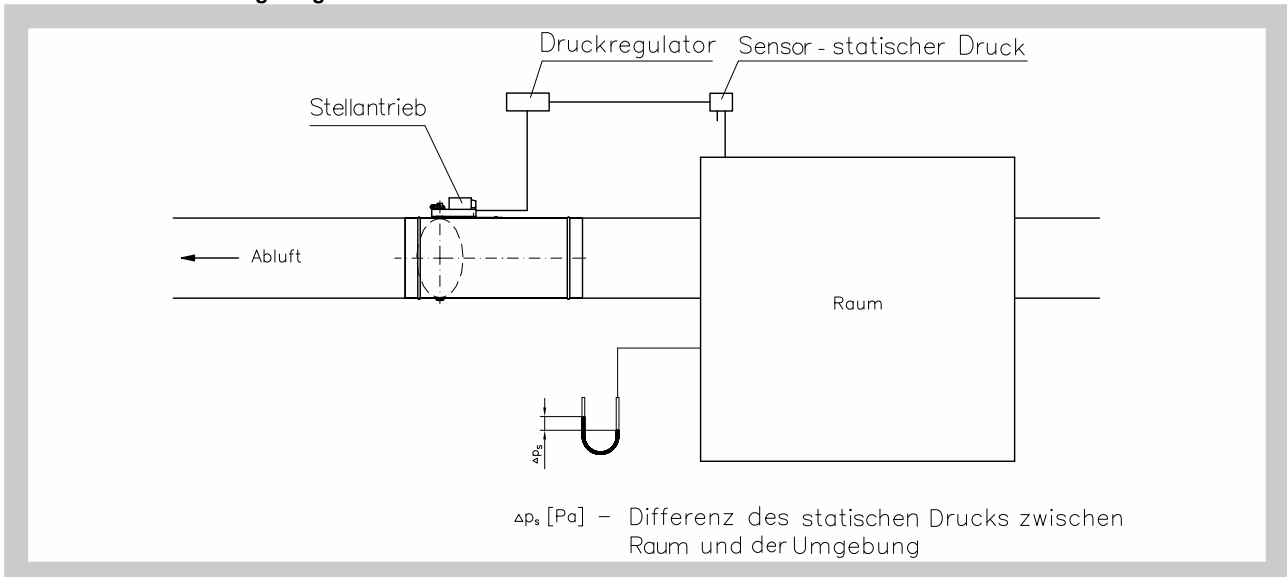 Druckregulator
Sensor - statischer Druck
Stellantrieb
Abluft
Raum
Δps
Δps [Pa] - Differenz des statischen Drucks zwischen
Raum und der Umgebung